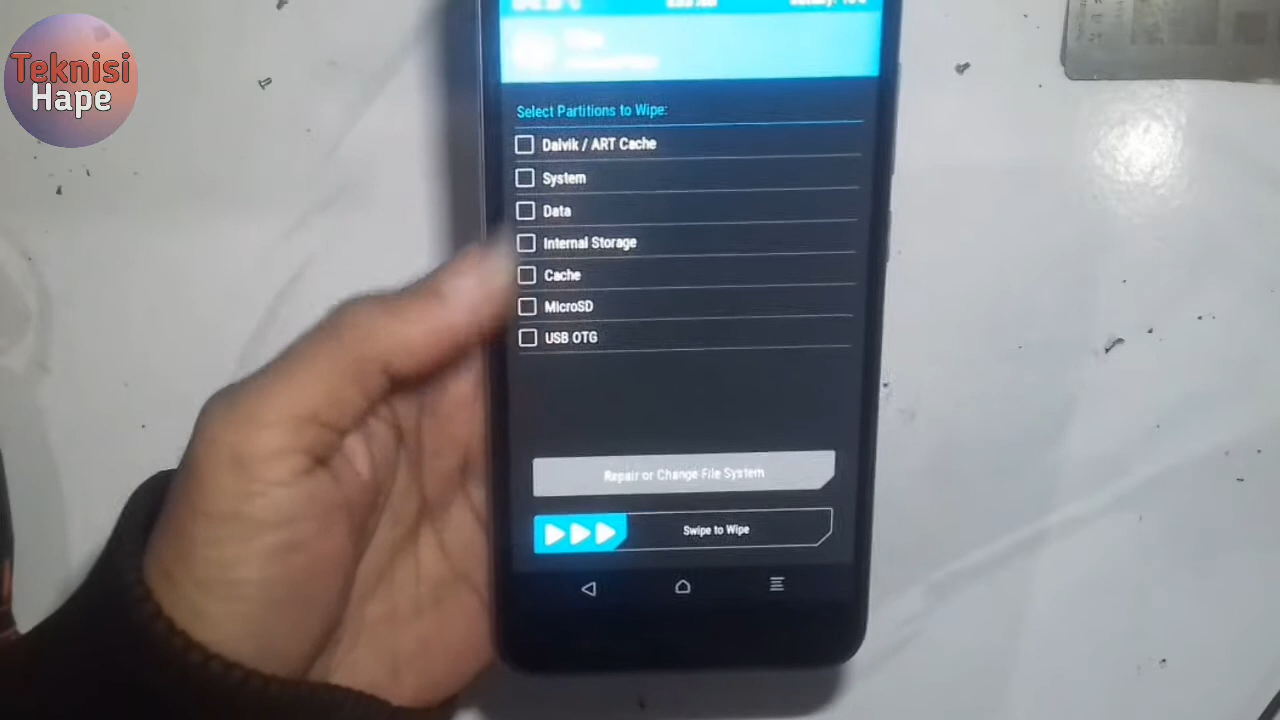 Teknisi
Hape
Select Partitions to Wipe:
Dalvik / ART Cache
System
Data
Internal Storage
Cache
MicroSD
USB OTG
Repair or Change File System
Swipe to Wipe